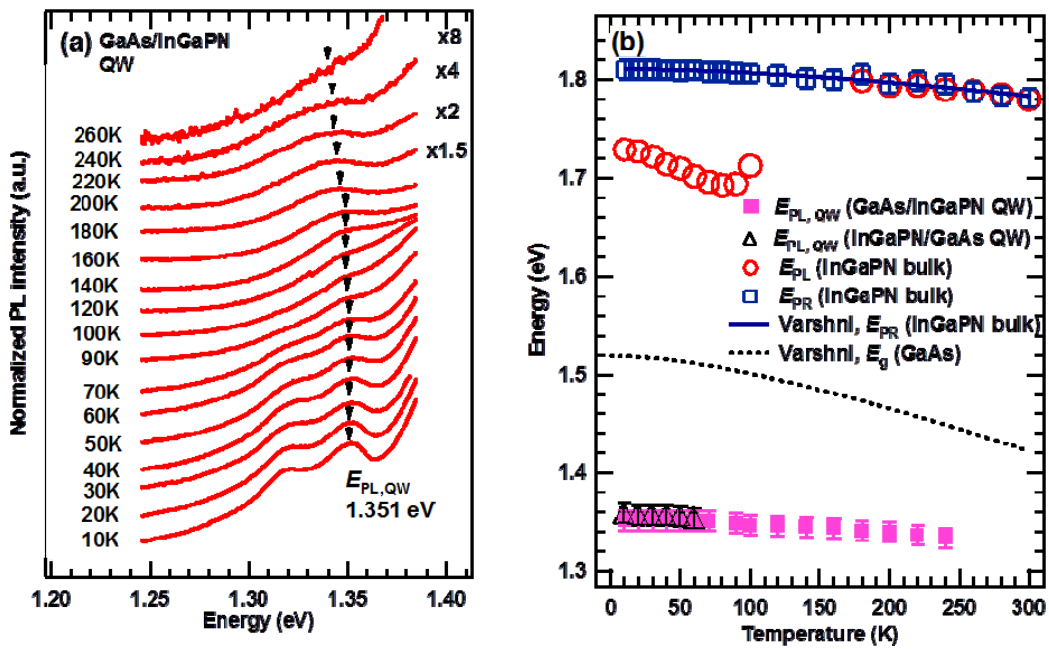 (a) GaAs/InGaPN
QW
x8
x4
x2
x1.5
260K
240K
220K
200K
180K
160K
140K
120K
100K
90K
70K
60K
50K
40K
30K
20K
10K
EPL,QW
1.351 eV
Normalized PL intensity (a.u.)
1.20 1.25 1.30 1.35 1.40
Energy (eV)
(b)
1.8
1.7
1.6
1.5
1.4
1.3
Energy (eV)
EPL, QW (GaAs/InGaPN QW)
EPL,QW (InGaPN/GaAs QW)
EPL (InGaPN bulk)
EPR (InGaPN bulk)
Varshni, EPR (InGaPN bulk)
Varshni, Eg (GaAs)
0 50 100 150 200 250 300
Temperature (K)